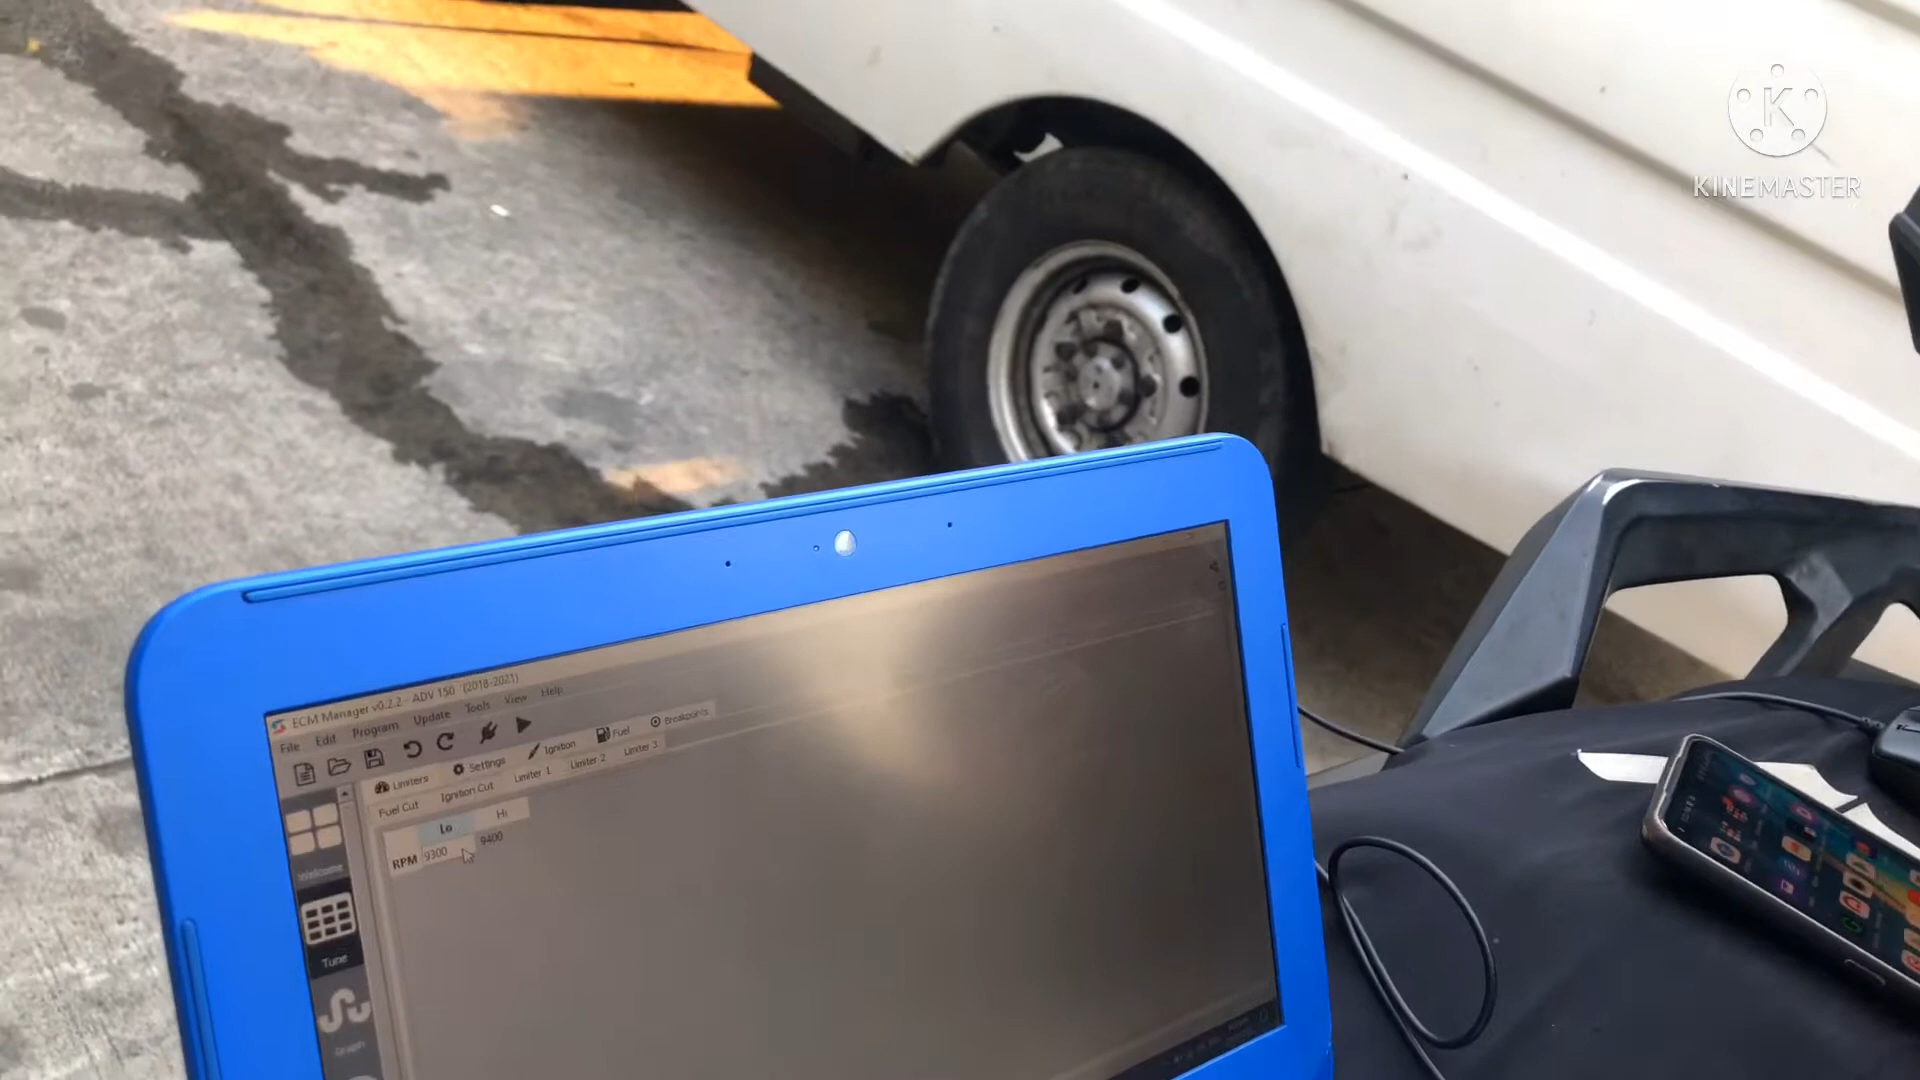 KINEMASTER
ECM Manager v0.2.2 - ADV 150 (2018-2021)
File Edit Program Update Tools View Help
Limiters Settings Ignition Fuel Breakpoints
Fuel Cut Ignition Cut Limiter 1 Limiter 2 Limiter 3
Lo Hi
RPM 9300 9400
Welcome
Tune
Graph